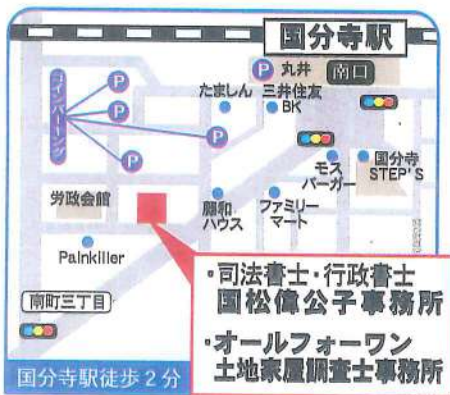 国分寺駅
P 丸井 南口
たましん 三井住友
BK
コインパーキング
P
P
P
P
モス
バーガー
国分寺
STEP'S
労政会館
藤和
ハウス
ファミリー
マート
Painkiller
南町三丁目
・司法書士・行政書士
国松偉公子事務所
・オールフォーワン
土地家屋調査士事務所
国分寺駅徒歩2分